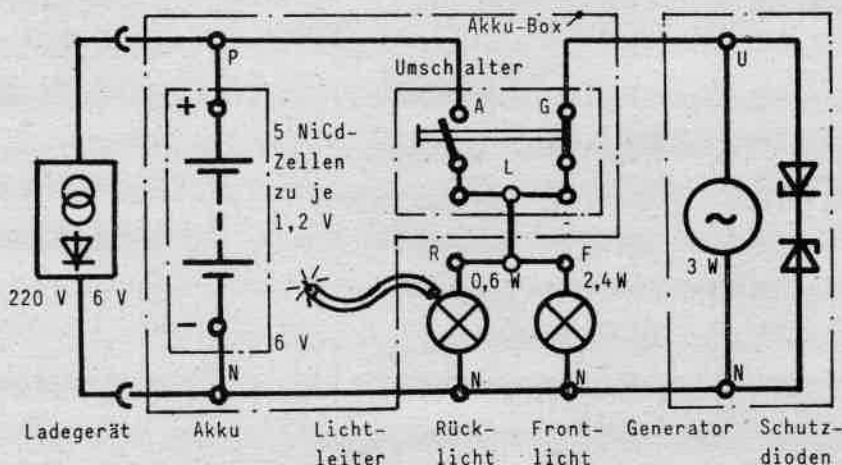 Akku-Box
P
U
Umschalter
A
G
+
5 NiCd-
Zellen
zu je
1,2 V
L
R
F
0,6 W
2,4 W
~
3 W
220 V 6 V
-
6 V
N
N
N
N
Ladegerät
Akku
Licht-
leiter
Rück-
licht
Front-
licht
Generator
Schutz-
dioden